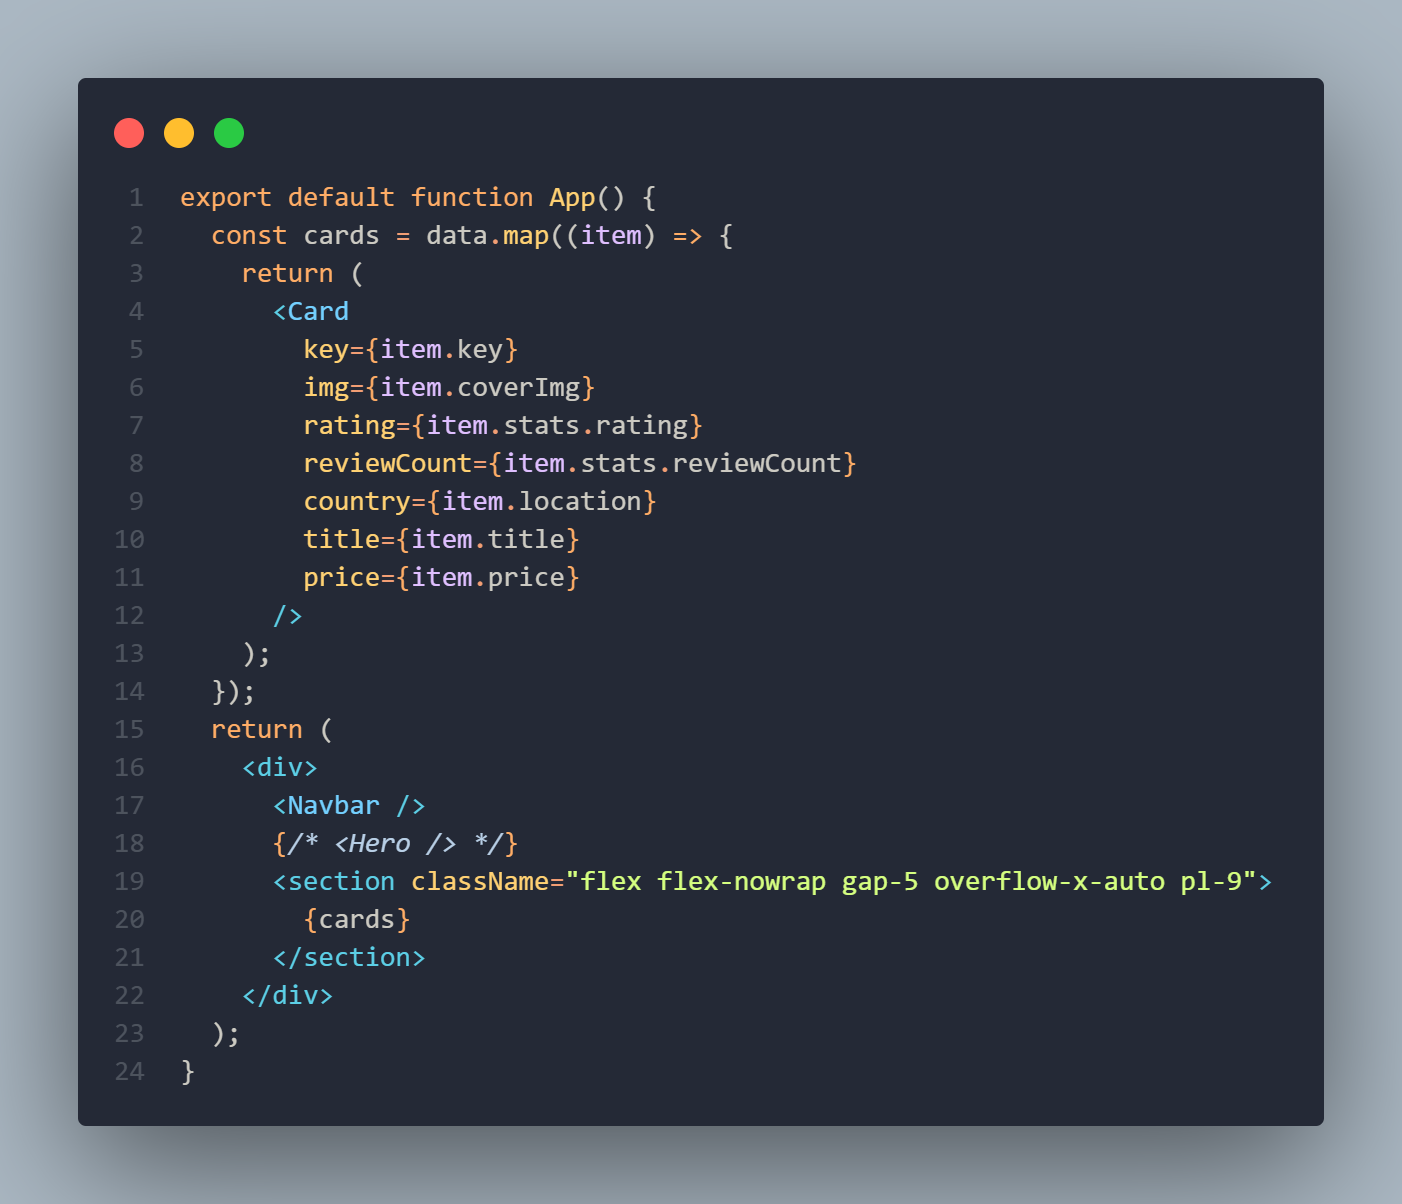 1 export default function App() {
2   const cards = data.map((item) => {
3     return (
4       <Card
5         key={item.key}
6         img={item.coverImg}
7         rating={item.stats.rating}
8         reviewCount={item.stats.reviewCount}
9         country={item.location}
10         title={item.title}
11         price={item.price}
12       />
13     );
14   });
15   return (
16     <div>
17       <Navbar />
18       {/* <Hero /> */}
19       <section className="flex flex-nowrap gap-5 overflow-x-auto pl-9">
20         {cards}
21       </section>
22     </div>
23   );
24 }